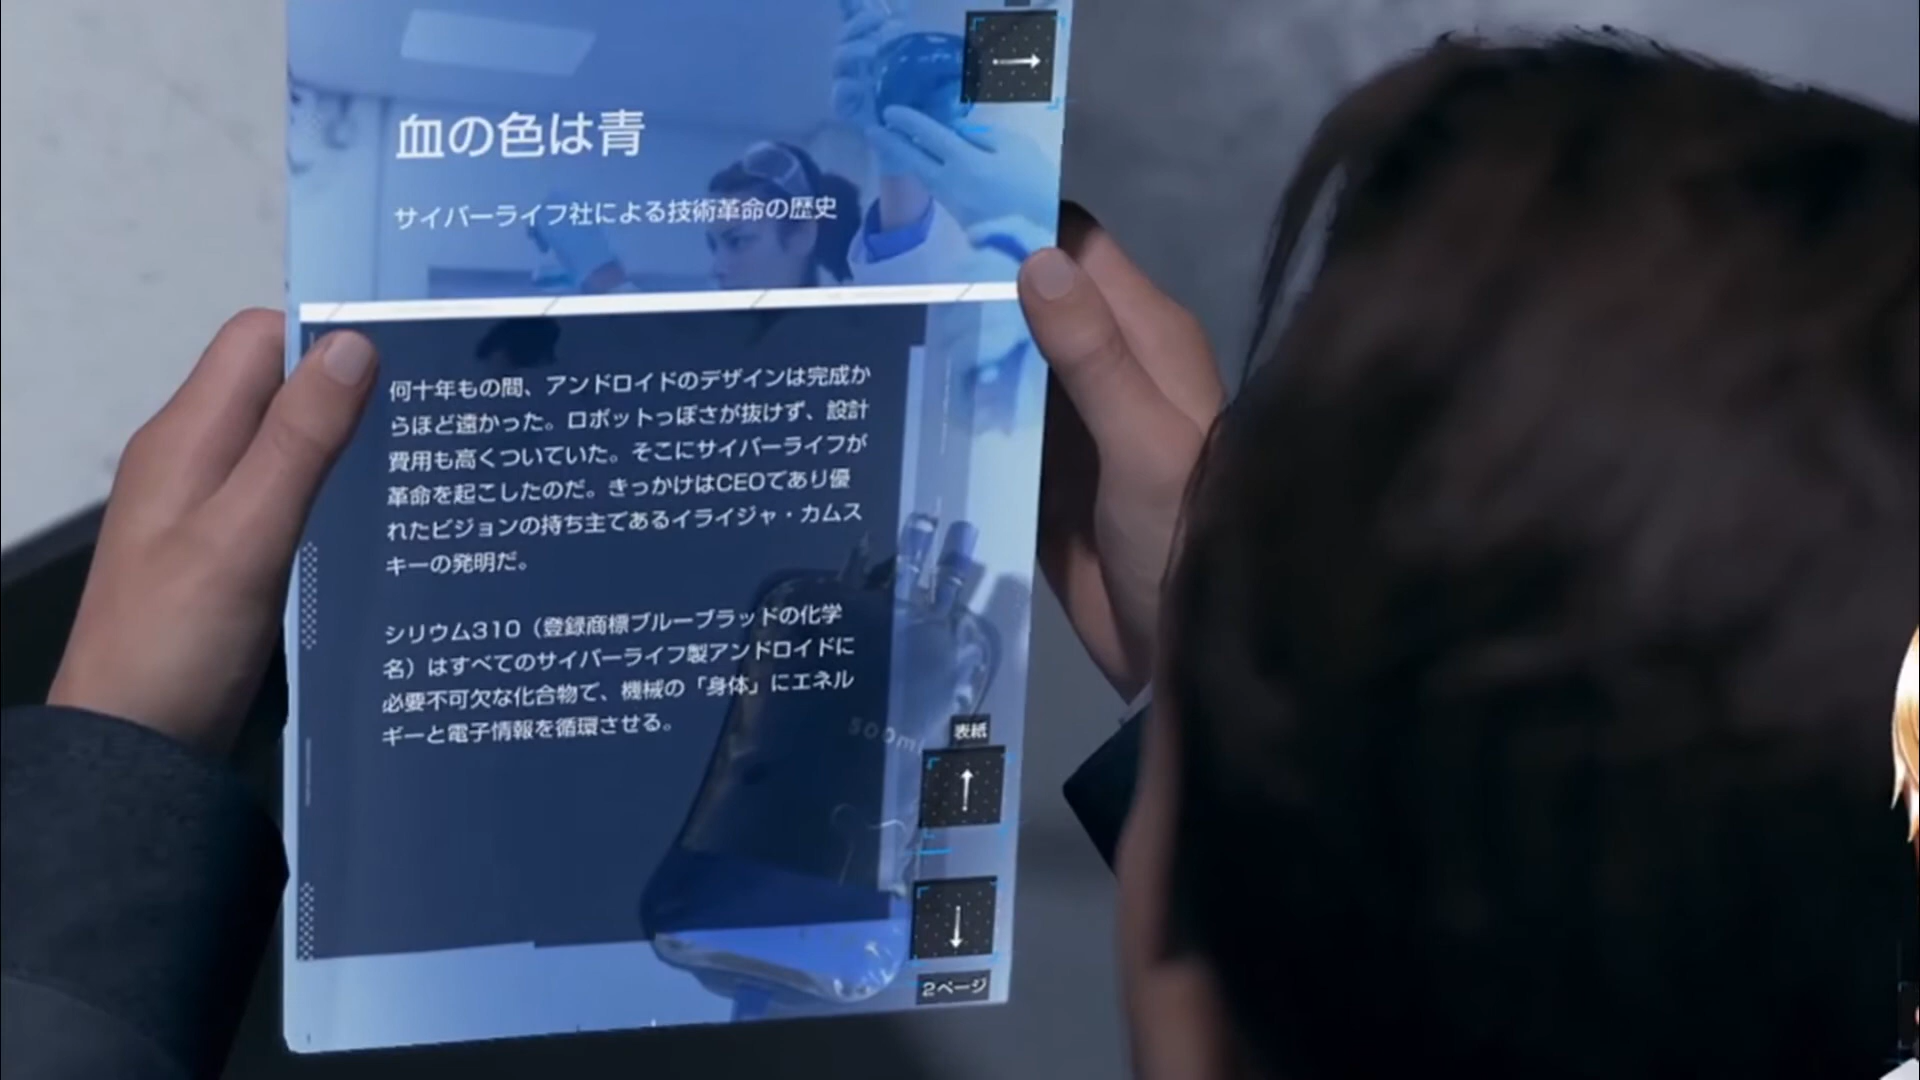 血の色は青
サイバーライフ社による技術革命の歴史
何十年もの間、アンドロイドのデザインは完成か
らほど遠かった。ロボットっぽさが抜けず、設計
費用も高くついていた。そこにサイバーライフが
革命を起こしたのだ。きっかけはCEOであり優
れたビジョンの持ち主であるイライジャ・カムス
キーの発明だ。
シリウム310（登録商標ブルーブラッドの化学
名）はすべてのサイバーライフ製アンドロイドに
必要不可欠な化合物で、機械の「身体」にエネル
ギーと電子情報を循環させる。
500ml
表紙
2ページ